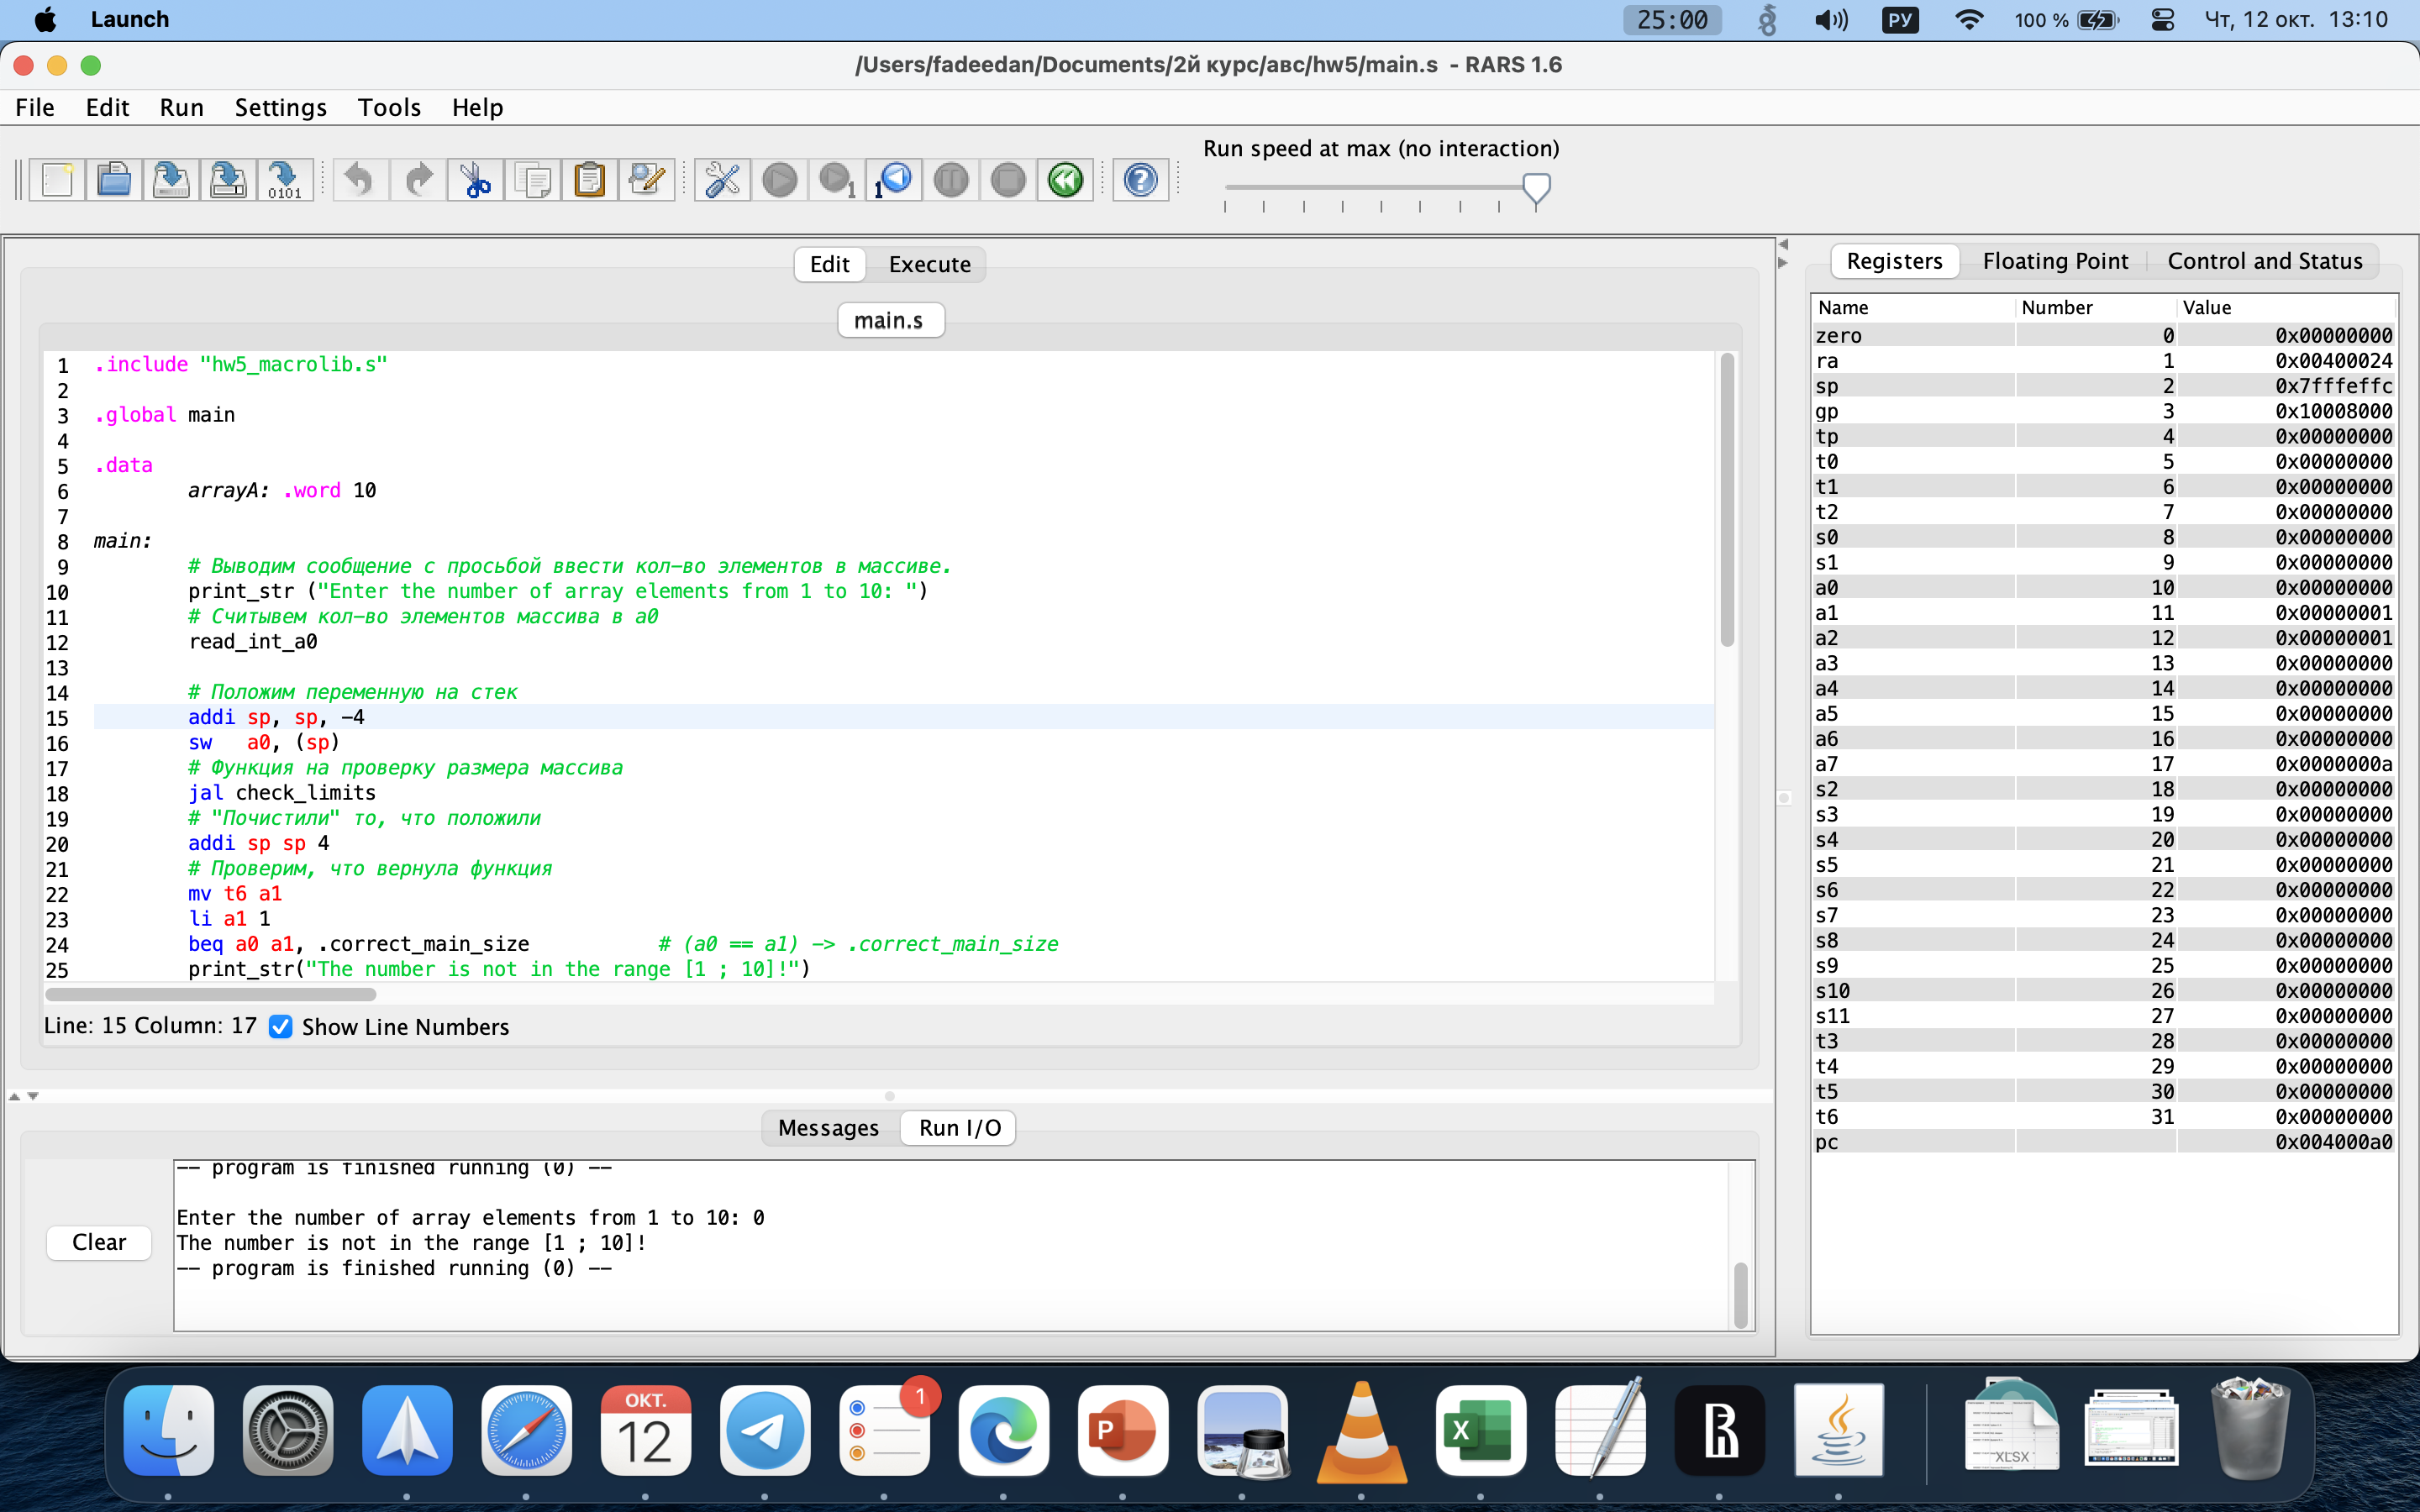 Launch
25:00
РУ
100 %
Чт, 12 окт. 13:10
/Users/fadeedan/Documents/2й курс/авс/hw5/main.s - RARS 1.6
File Edit Run Settings Tools Help
Run speed at max (no interaction)
0101
1
1
Edit Execute
main.s
1 .include "hw5_macrolib.s"
2
3 .global main
4
5 .data
6 arrayA: .word 10
7
8 main:
9 # Выводим сообщение с просьбой ввести кол-во элементов в массиве.
10 print_str ("Enter the number of array elements from 1 to 10: ")
11 # Считывем кол-во элементов массива в a0
12 read_int_a0
13
14 # Положим переменную на стек
15 addi sp, sp, -4
16 sw a0, (sp)
17 # Функция на проверку размера массива
18 jal check_limits
19 # "Почистили" то, что положили
20 addi sp sp 4
21 # Проверим, что вернула функция
22 mv t6 a1
23 li a1 1
24 beq a0 a1, .correct_main_size # (a0 == a1) -> .correct_main_size
25 print_str("The number is not in the range [1 ; 10]!")
Line: 15 Column: 17 Show Line Numbers
Messages Run I/O
-- program is finished running (0) --
Enter the number of array elements from 1 to 10: 0
The number is not in the range [1 ; 10]!
-- program is finished running (0) --
Clear
Registers Floating Point Control and Status
Name Number Value
zero 0 0x00000000
ra 1 0x00400024
sp 2 0x7fffeffc
gp 3 0x10008000
tp 4 0x00000000
t0 5 0x00000000
t1 6 0x00000000
t2 7 0x00000000
s0 8 0x00000000
s1 9 0x00000000
a0 10 0x00000000
a1 11 0x00000001
a2 12 0x00000001
a3 13 0x00000000
a4 14 0x00000000
a5 15 0x00000000
a6 16 0x00000000
a7 17 0x0000000a
s2 18 0x00000000
s3 19 0x00000000
s4 20 0x00000000
s5 21 0x00000000
s6 22 0x00000000
s7 23 0x00000000
s8 24 0x00000000
s9 25 0x00000000
s10 26 0x00000000
s11 27 0x00000000
t3 28 0x00000000
t4 29 0x00000000
t5 30 0x00000000
t6 31 0x00000000
pc 0x004000a0
ОКТ.
12
1
P
X
XLSX